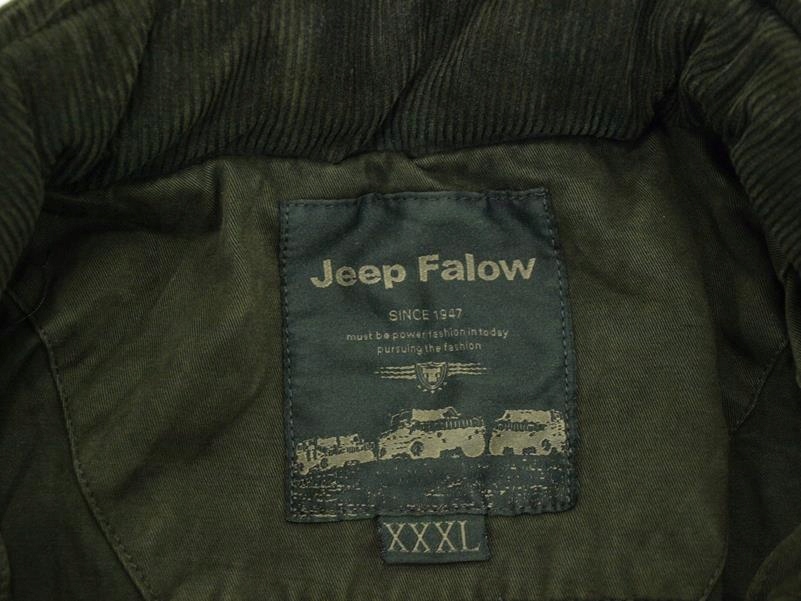 Jeep Falow
SINCE 1947
must be power fashion in today
pursuing the fashion
XXXL